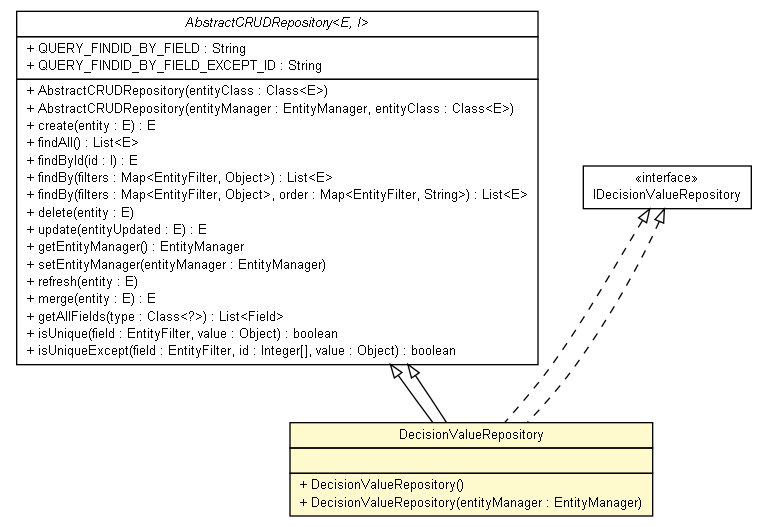 AbstractCRUDRepository<E, I>
+ QUERY_FINDID_BY_FIELD : String
+ QUERY_FINDID_BY_FIELD_EXCEPT_ID : String
+ AbstractCRUDRepository(entityClass : Class<E>)
+ AbstractCRUDRepository(entityManager : EntityManager, entityClass : Class<E>)
+ create(entity : E) : E
+ findAll() : List<E>
+ findById(id : I) : E
+ findBy(filters : Map<EntityFilter, Object>) : List<E>
+ findBy(filters : Map<EntityFilter, Object>, order : Map<EntityFilter, String>) : List<E>
+ delete(entity : E)
+ update(entityUpdated : E) : E
+ getEntityManager() : EntityManager
+ setEntityManager(entityManager : EntityManager)
+ refresh(entity : E)
+ merge(entity : E) : E
+ getAllFields(type : Class<?>) : List<Field>
+ isUnique(field : EntityFilter, value : Object) : boolean
+ isUniqueExcept(field : EntityFilter, id : Integer[], value : Object) : boolean
«interface»
IDecisionValueRepository
DecisionValueRepository
+ DecisionValueRepository()
+ DecisionValueRepository(entityManager : EntityManager)